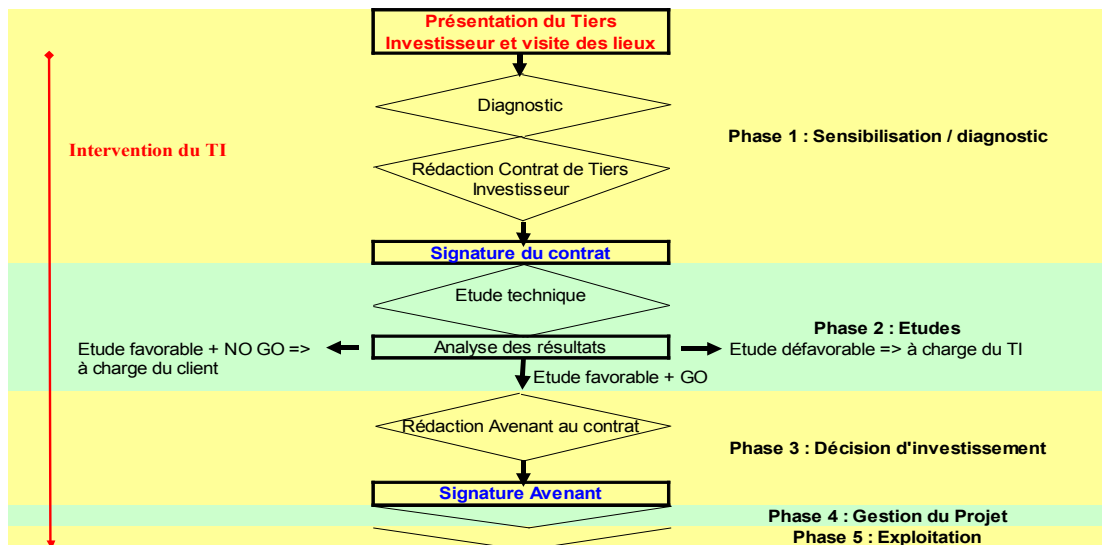 Présentation du Tiers
Investisseur et visite des lieux
Diagnostic
Phase 1 : Sensibilisation / diagnostic
Intervention du TI
Rédaction Contrat de Tiers
Investisseur
Signature du contrat
Etude technique
Phase 2 : Etudes
Etude favorable + NO GO =>
à charge du client
Analyse des résultats
Etude défavorable => à charge du TI
Etude favorable + GO
Rédaction Avenant au contrat
Phase 3 : Décision d'investissement
Signature Avenant
Phase 4 : Gestion du Projet
Phase 5 : Exploitation